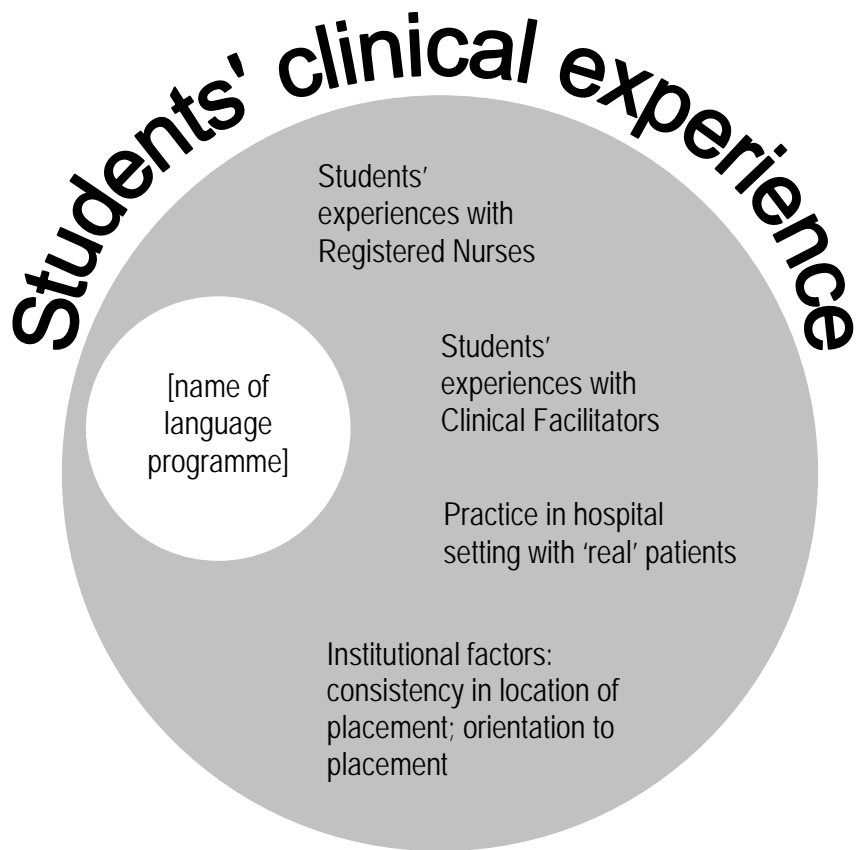 Students' clinical experience
Students’
experiences with
Registered Nurses
[name of
language
programme]
Students’
experiences with
Clinical Facilitators
Practice in hospital
setting with ‘real’ patients
Institutional factors:
consistency in location of
placement; orientation to
placement